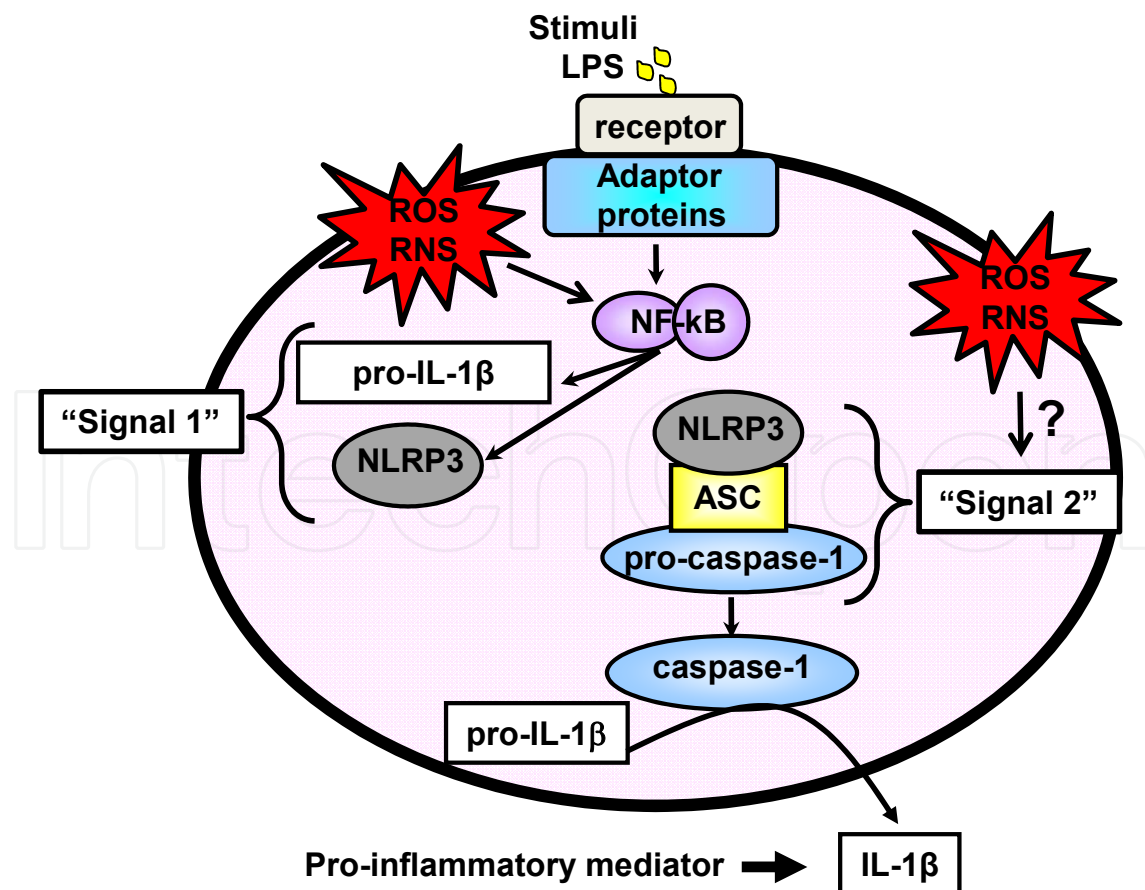 Stimuli
LPS
receptor
Adaptor
proteins
ROS
RNS
ROS
RNS
NF-kB
pro-IL-1β
“Signal 1”
NLRP3
NLRP3
ASC
pro-caspase-1
?
“Signal 2”
caspase-1
pro-IL-1β
Pro-inflammatory mediator
IL-1β
IntechOpen